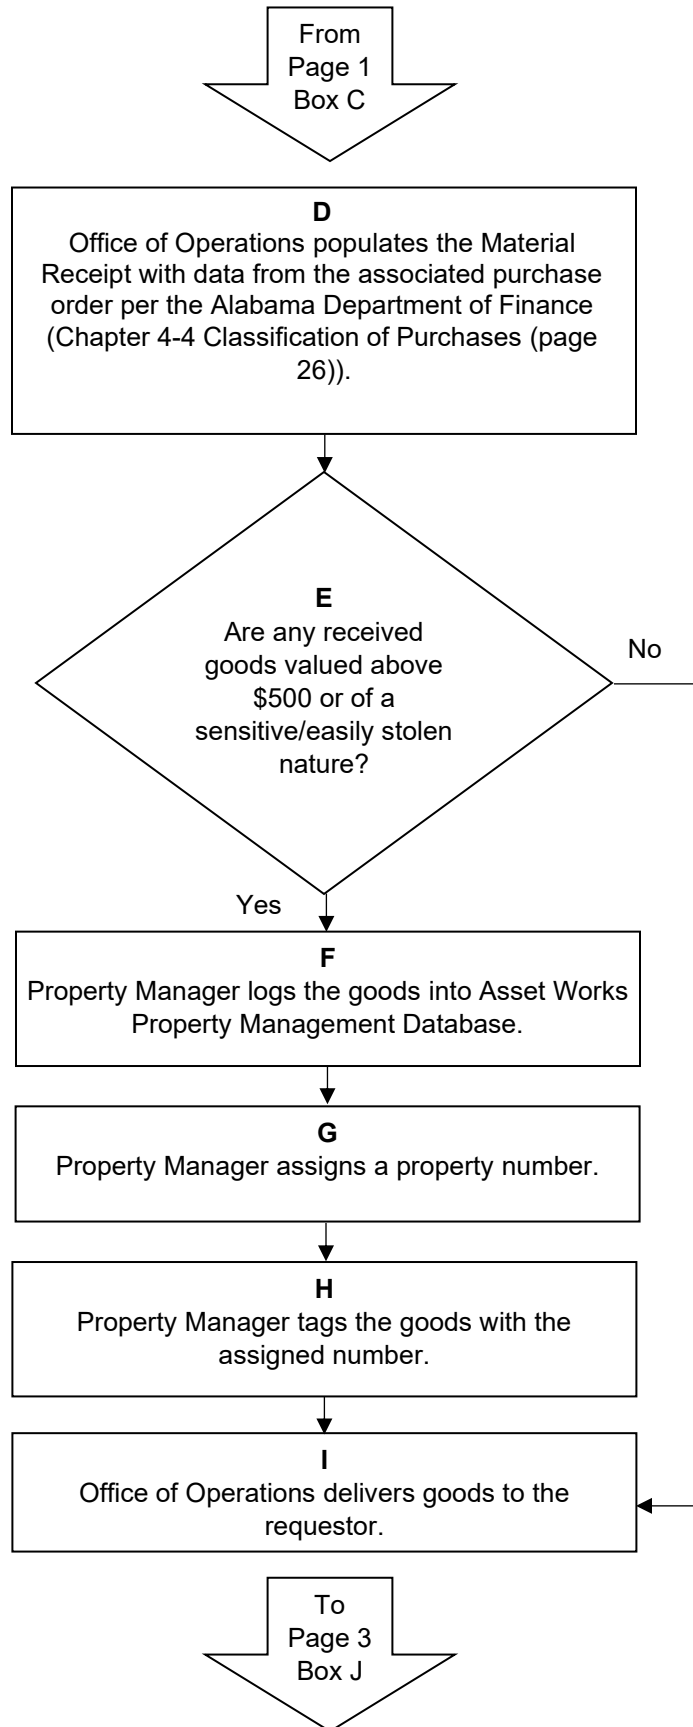 From
Page 1
Box C
D
Office of Operations populates the Material
Receipt with data from the associated purchase
order per the Alabama Department of Finance
(Chapter 4-4 Classification of Purchases (page
26)).
E
Are any received
goods valued above
$500 or of a
sensitive/easily stolen
nature?
No
Yes
F
Property Manager logs the goods into Asset Works
Property Management Database.
G
Property Manager assigns a property number.
H
Property Manager tags the goods with the
assigned number.
I
Office of Operations delivers goods to the
requestor.
To
Page 3
Box J